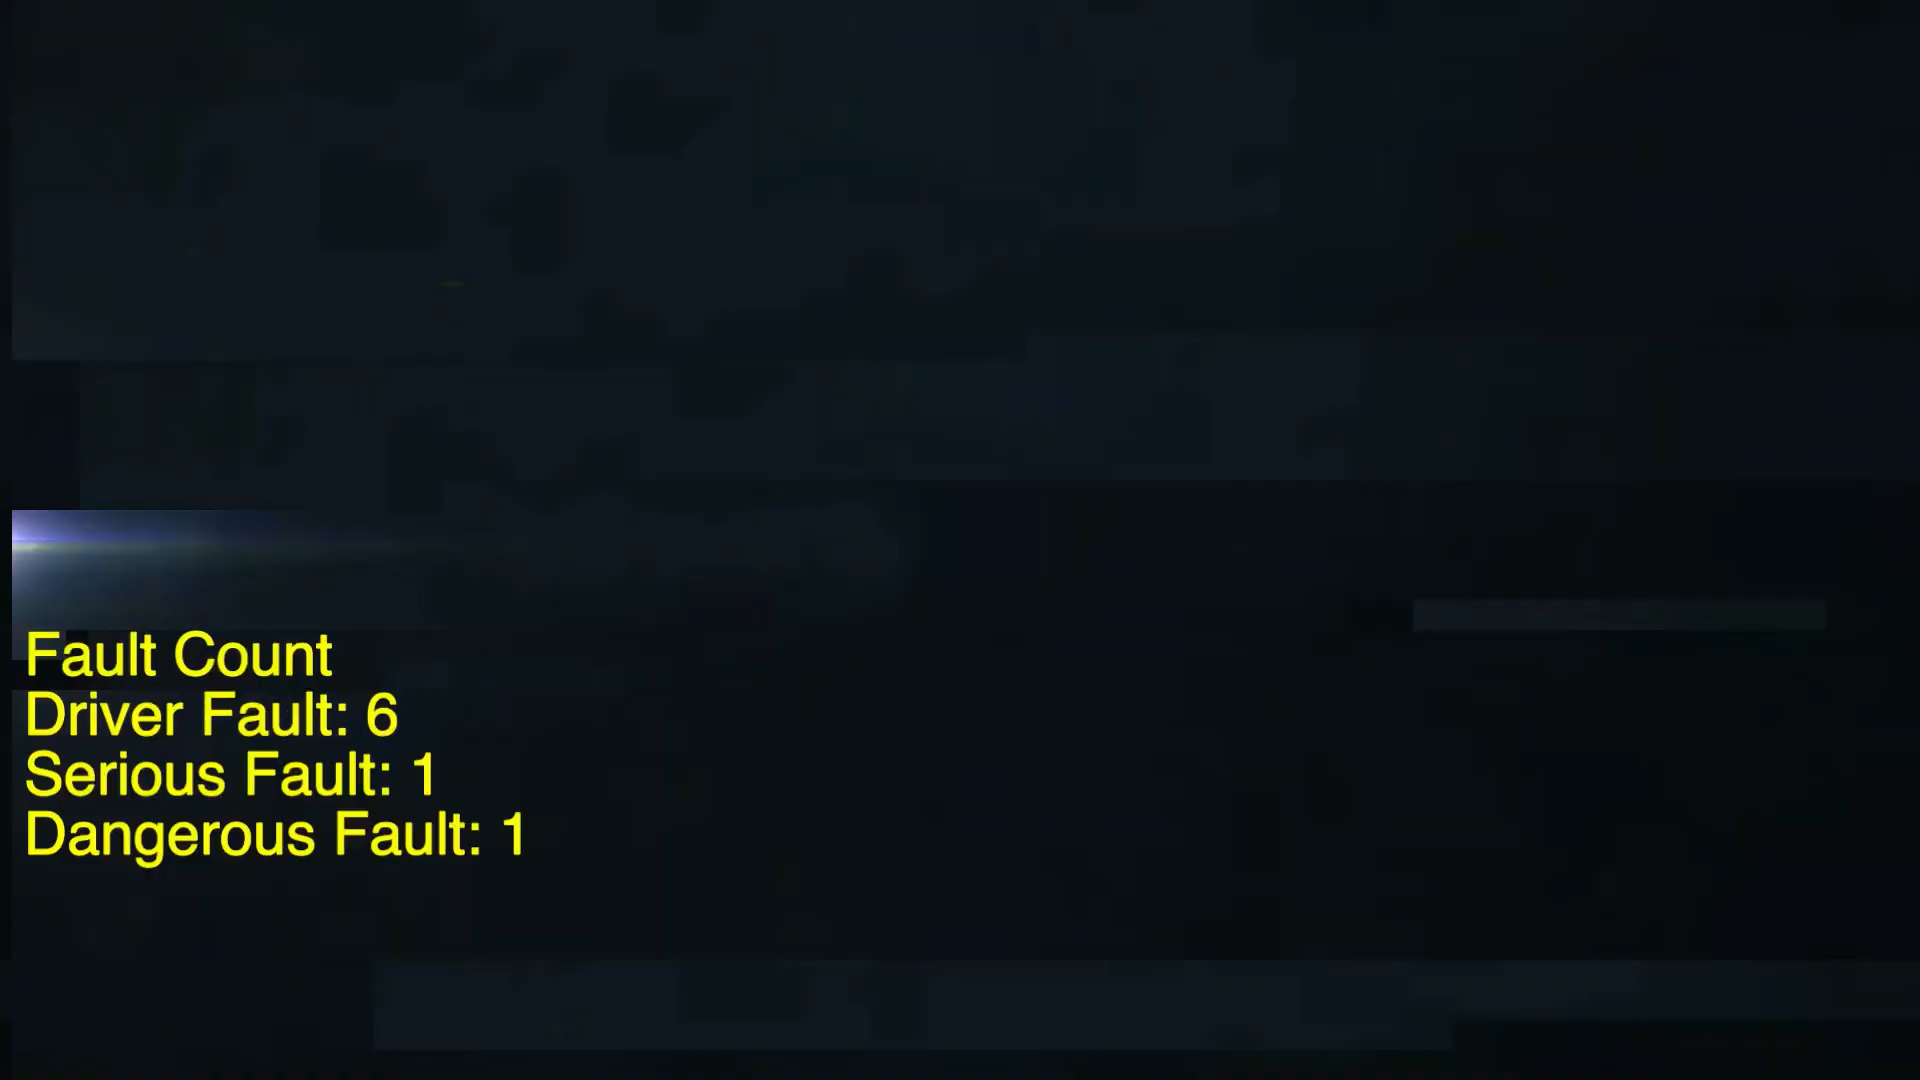 Fault Count
Driver Fault: 6
Serious Fault: 1
Dangerous Fault: 1